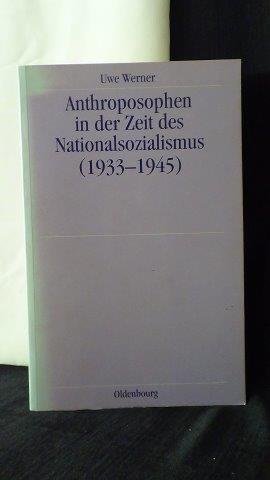 Uwe Werner
Anthroposophen
in der Zeit des
Nationalsozialismus
(1933–1945)
Oldenbourg